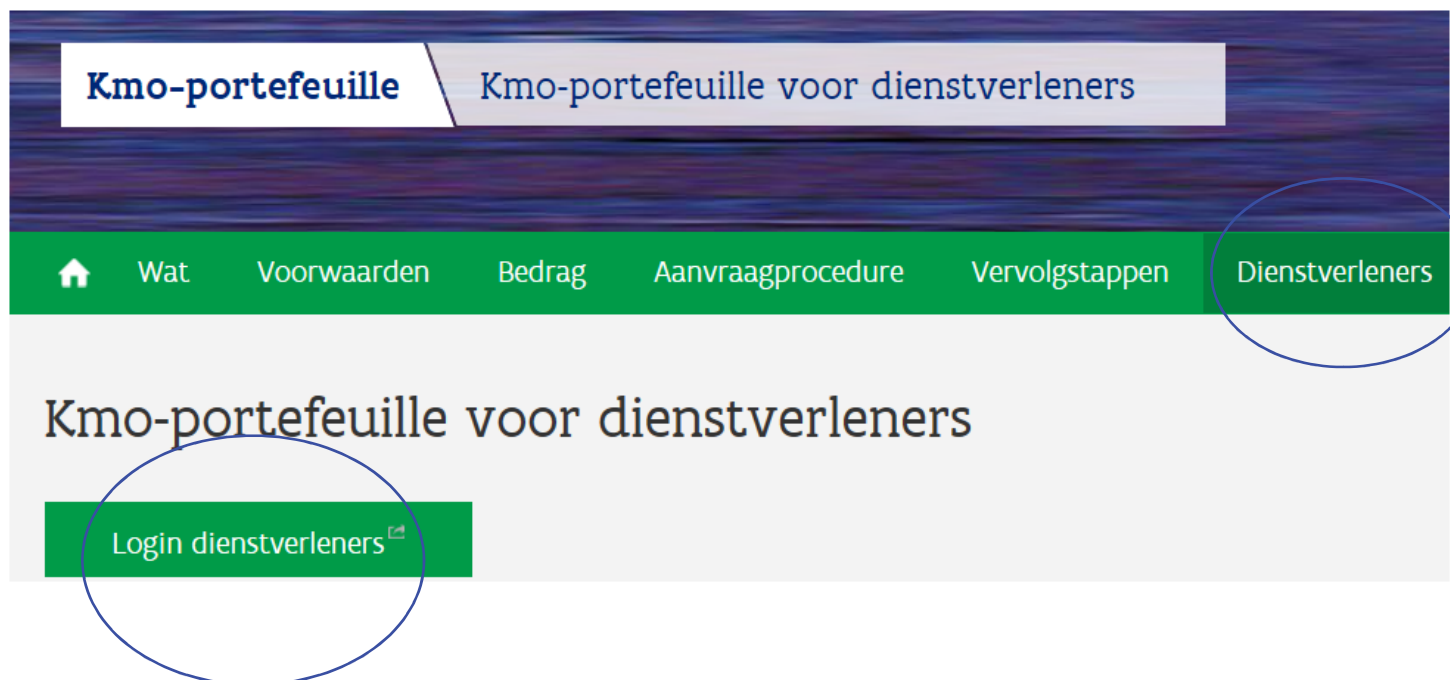 Kmo-portefeuille Kmo-portefeuille voor dienstverleners
Wat Voorwaarden Bedrag Aanvraagprocedure Vervolgstappen Dienstverleners
Kmo-portefeuille voor dienstverleners
Login dienstverleners